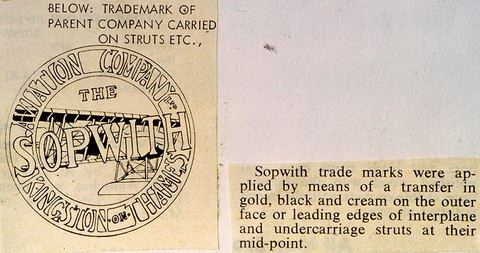 BELOW: TRADEMARK OF
PARENT COMPANY CARRIED
ON STRUTS ETC.,
AVIATION COMPANY LTD
THE
SOPWITH
KINGSTON-ON-THAMES
Sopwith trade marks were ap-
plied by means of a transfer in
gold, black and cream on the outer
face or leading edges of interplane
and undercarriage struts at their
mid-point.